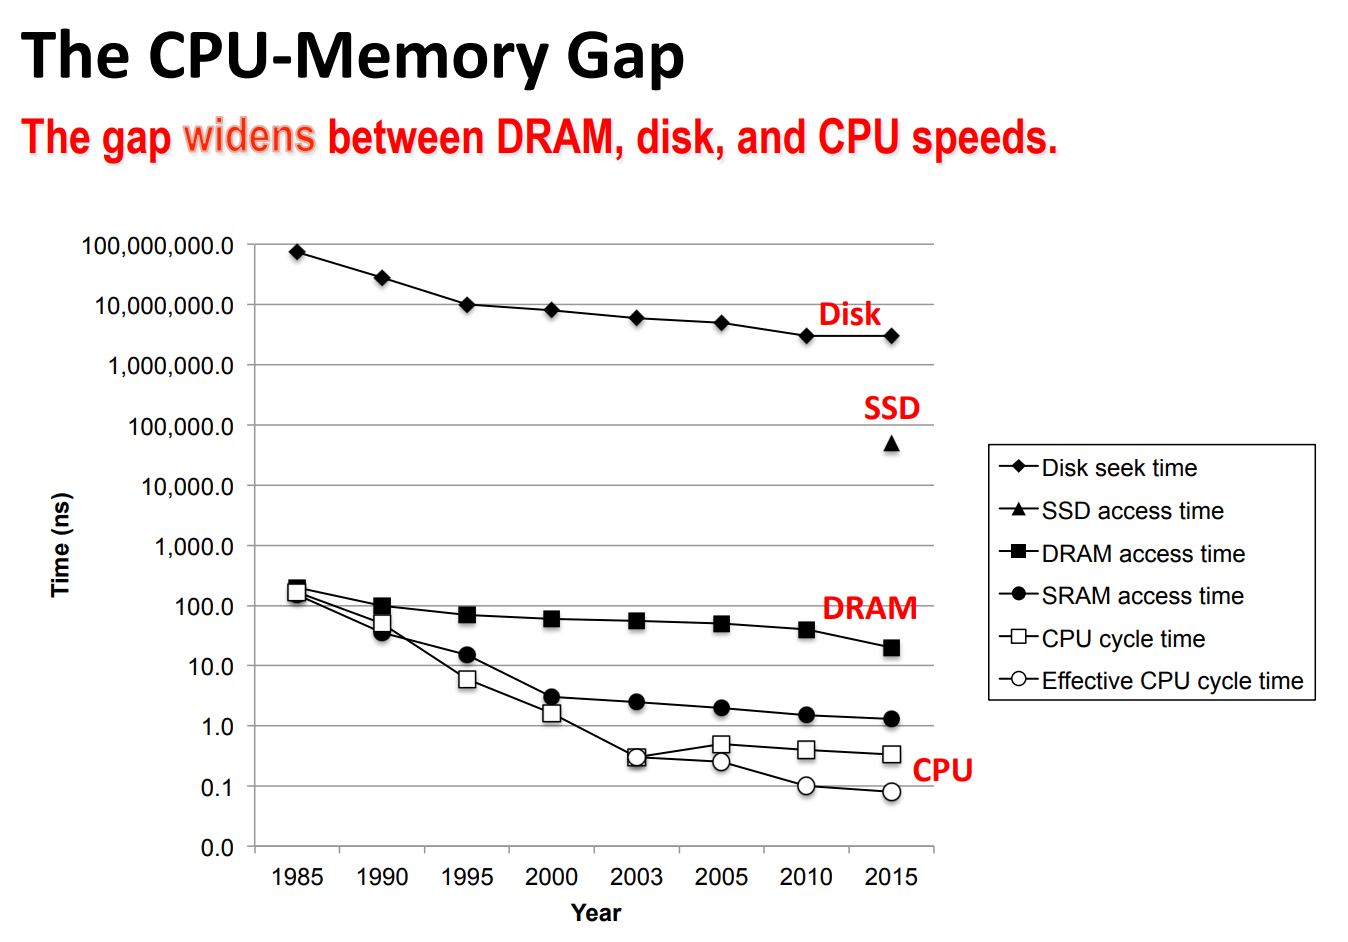 The CPU-Memory Gap
The gap widens between DRAM, disk, and CPU speeds.
100,000,000.0
10,000,000.0
1,000,000.0
100,000.0
10,000.0
1,000.0
100.0
10.0
1.0
0.1
0.0
Time (ns)
Disk
SSD
DRAM
CPU
1985 1990 1995 2000 2003 2005 2010 2015
Year
Disk seek time
SSD access time
DRAM access time
SRAM access time
CPU cycle time
Effective CPU cycle time